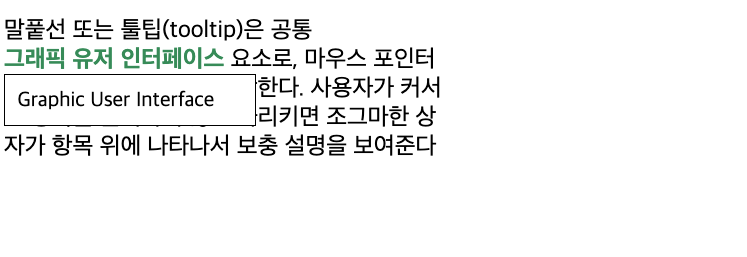 말풍선 또는 툴팁(tooltip)은 공통
그래픽 유저 인터페이스 요소로, 마우스 포인터
한다. 사용자가 커서
Graphic User Interface
리키면 조그마한 상
자가 항목 위에 나타나서 보충 설명을 보여준다